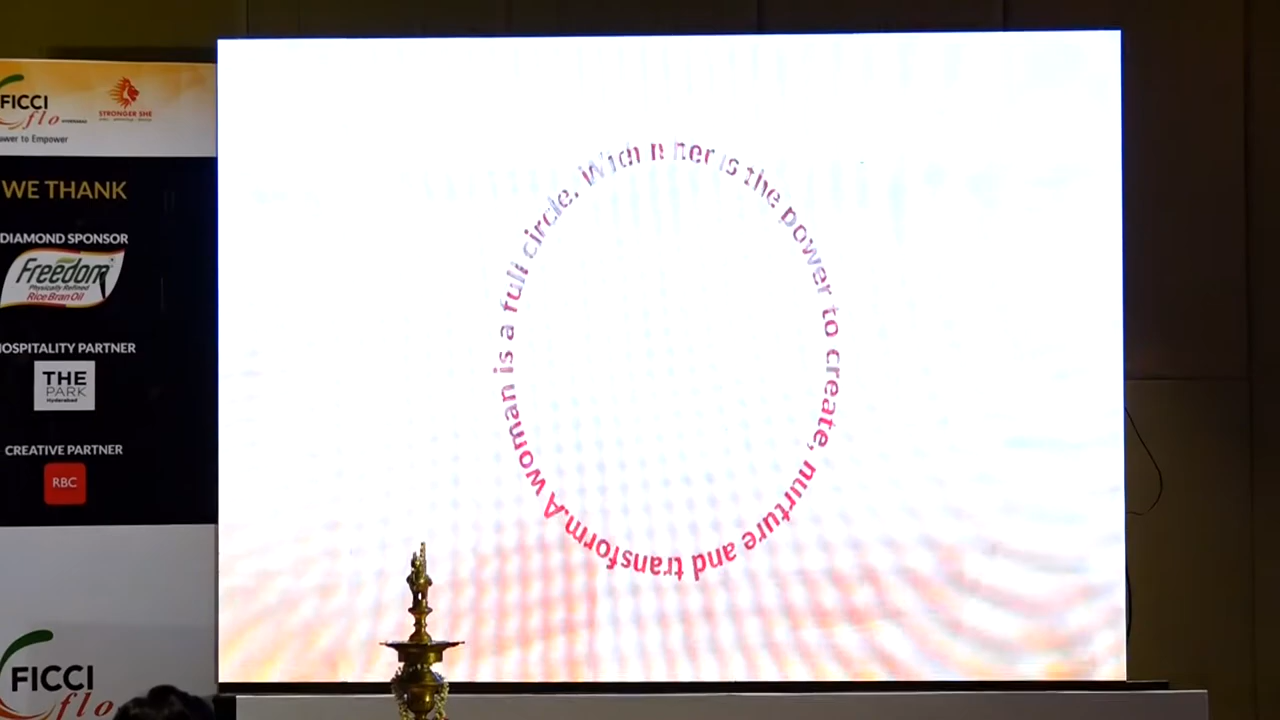 FICCI
flo
HYDERABAD
ower to Empower
STRONGER SHE
WE THANK
DIAMOND SPONSOR
Freedom
Physically Refined
Rice Bran Oil
HOSPITALITY PARTNER
THE
PARK
Hyderabad
CREATIVE PARTNER
RBC
FICCI
flo
A woman is a full circle. Within her is the power to create, nurture and transform.